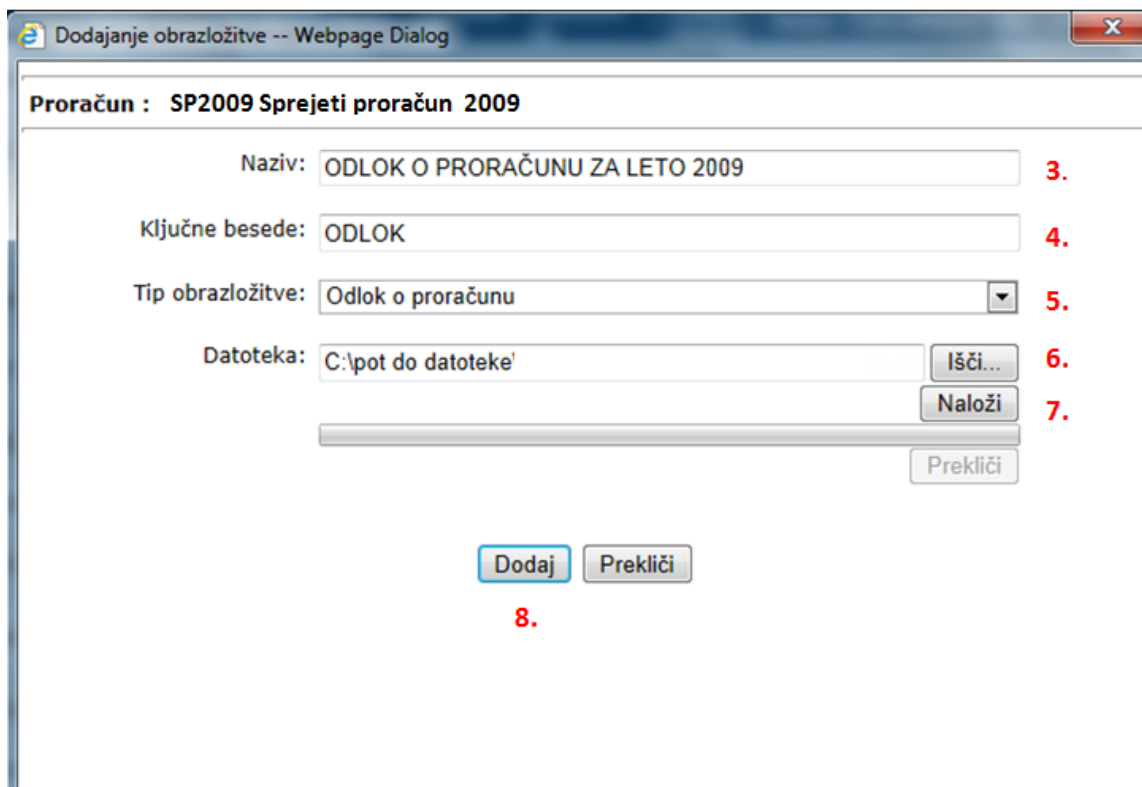 Dodajanje obrazložitve -- Webpage Dialog
Proračun : SP2009 Sprejeti proračun 2009
Naziv: ODLOK O PRORAČUNU ZA LETO 2009 3.
Ključne besede: ODLOK 4.
Tip obrazložitve: Odlok o proračunu 5.
Datoteka: C:\pot do datoteke\ Išči... 6.
Naloži 7.
Prekliči
Dodaj Prekliči
8.